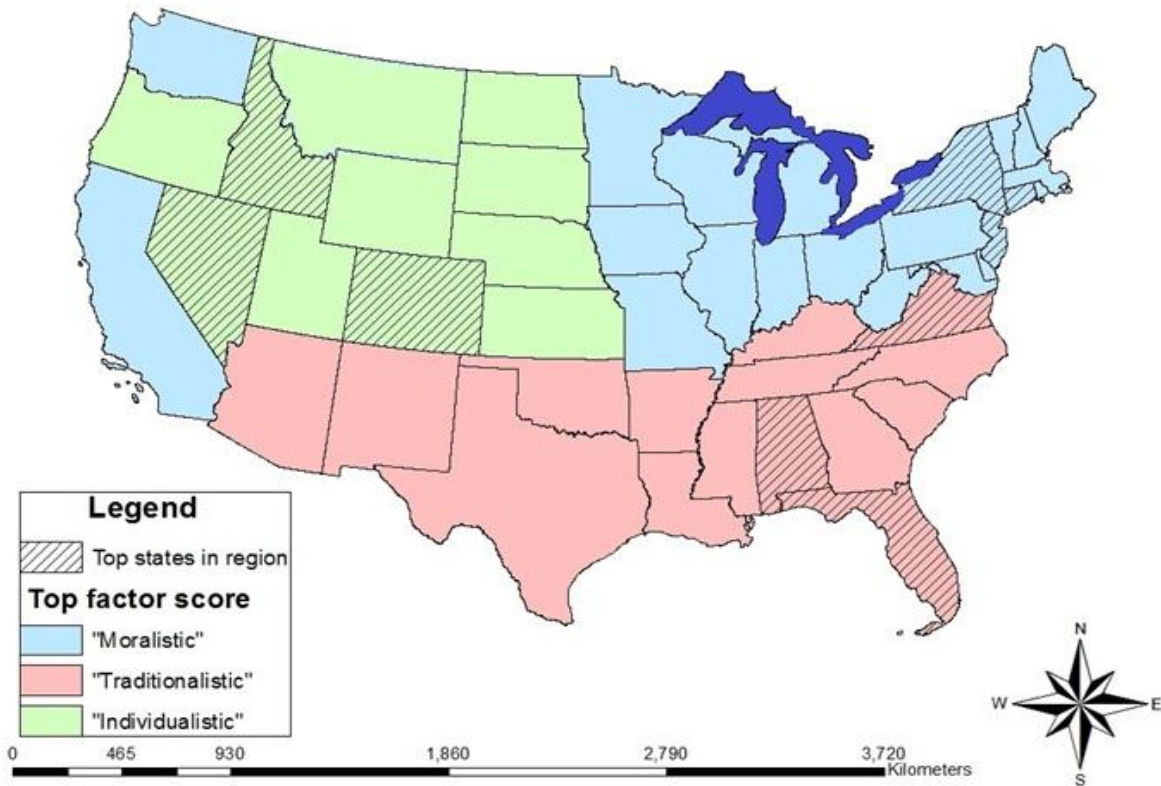 Legend
Top states in region
Top factor score
"Moralistic"
"Traditionalistic"
"Individualistic"
N
W E
S
0 465 930 1,860 2,790 3,720
Kilometers